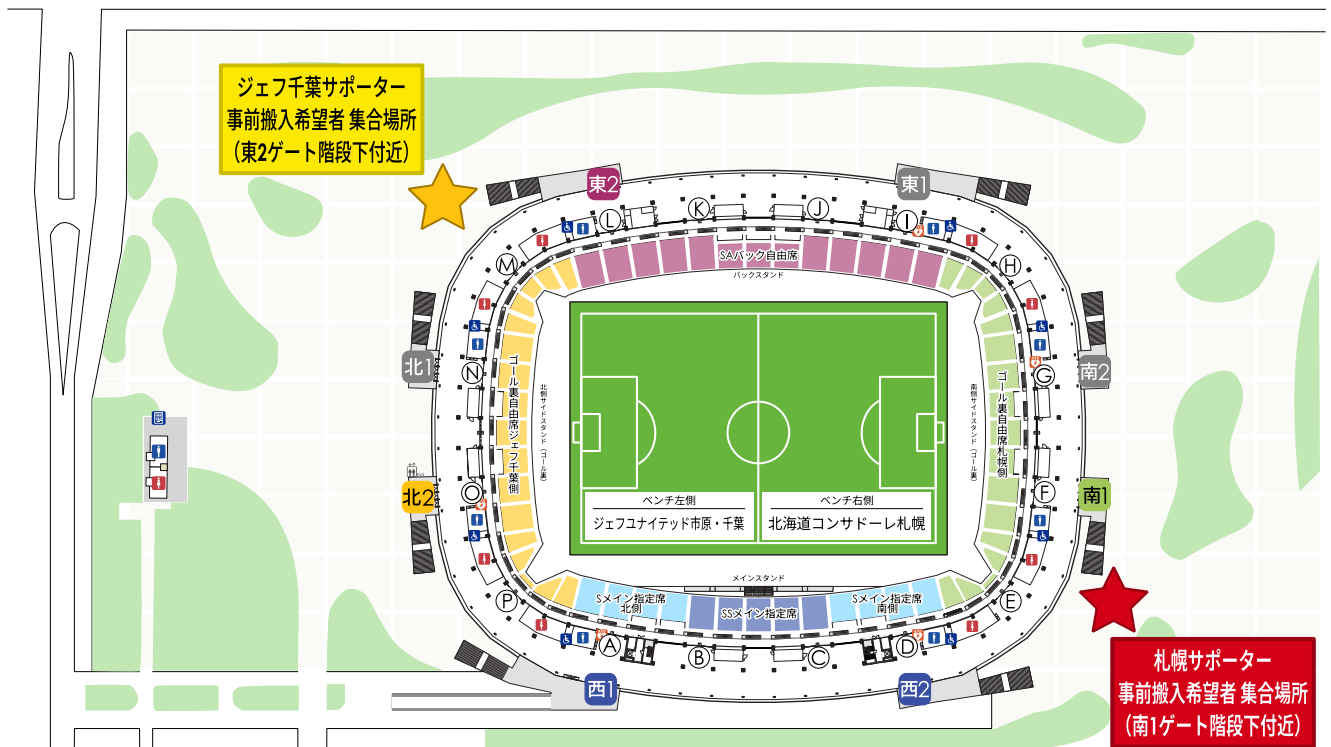 ジェフ千葉サポーター
事前搬入希望者 集合場所
（東2ゲート階段下付近）
東2
東1
L
K
J
I
M
H
SAバック自由席
バックスタンド
北1
南2
N
G
ゴール裏自由席ジェフ千葉側
北側サイドスタンド（ゴール裏）
南側サイドスタンド（ゴール裏）
ゴール裏自由席札幌側
北2
南1
O
F
ベンチ左側
ジェフユナイテッド市原・千葉
ベンチ右側
北海道コンサドーレ札幌
メインスタンド
P
E
Sメイン指定席
北側
SSメイン指定席
Sメイン指定席
南側
A
B
C
D
西1
西2
札幌サポーター
事前搬入希望者 集合場所
（南1ゲート階段下付近）